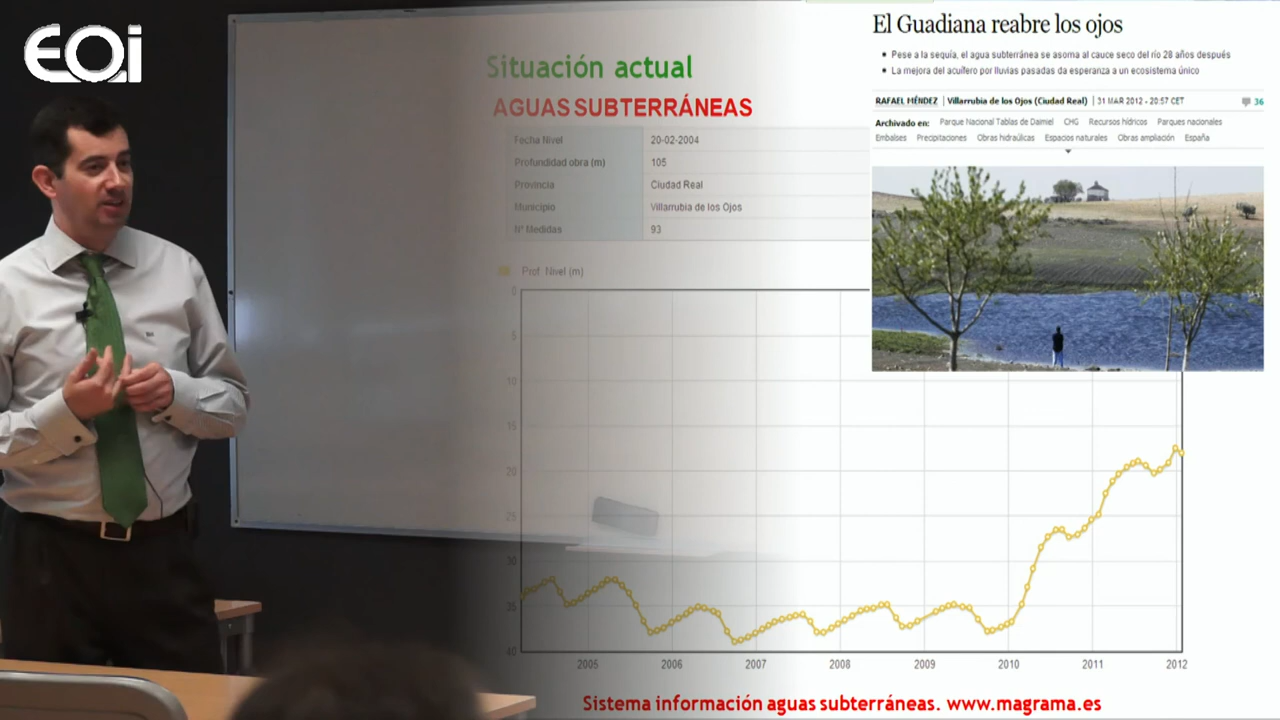 EOi
El Guadiana reabre los ojos
Pese a la sequía, el agua subterránea se asoma al cauce seco del río 28 años después
La mejora del acuífero por lluvias pasadas da esperanza a un ecosistema único
RAFAEL MÉNDEZ | Villarrubia de los Ojos (Ciudad Real) | 31 MAR 2012 - 20:57 CET
36
Archivado en: Parque Nacional Tablas de Daimiel CHG Recursos hídricos Parques nacionales
Embalses Precipitaciones Obras hidraúlicas Espacios naturales Obras ampliación España
Situación actual
AGUAS SUBTERRÁNEAS
Fecha Nivel 20-02-2004
Profundidad obra (m) 105
Provincia Ciudad Real
Municipio Villarrubia de los Ojos
Nº Medidas 93
Prof. Nivel (m)
0
5
10
15
20
25
30
35
40
2005 2006 2007 2008 2009 2010 2011 2012
Sistema información aguas subterráneas. www.magrama.es